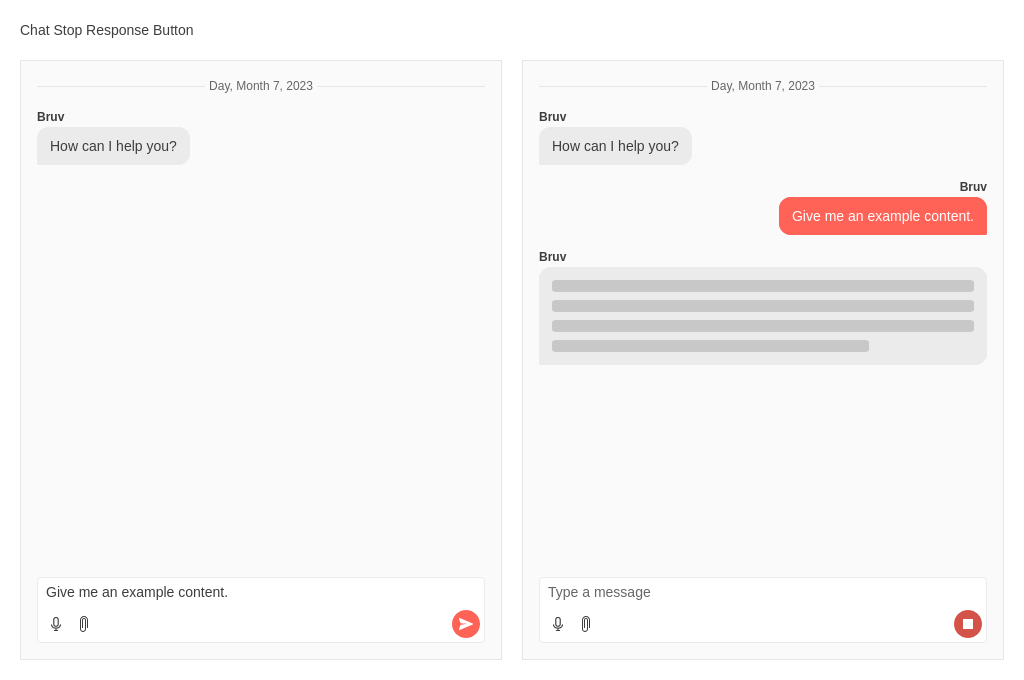 Chat Stop Response Button
Day, Month 7, 2023
Bruv
How can I help you?
Give me an example content.
Day, Month 7, 2023
Bruv
How can I help you?
Bruv
Give me an example content.
Bruv
Type a message